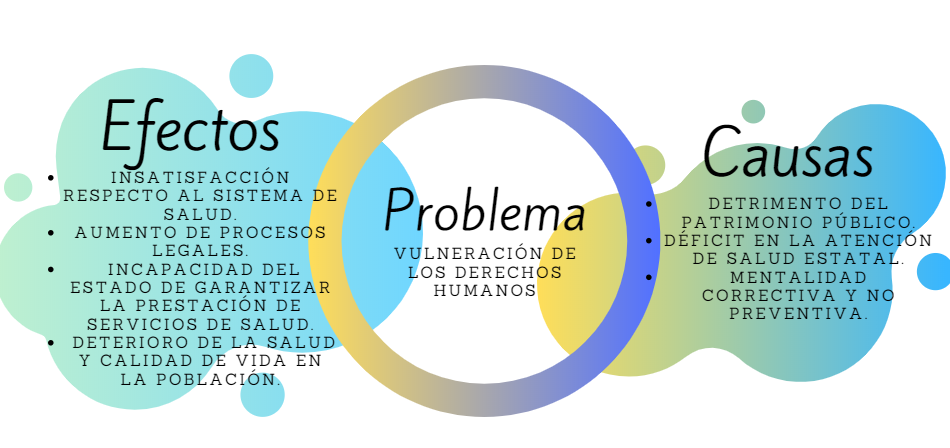 Efectos
• INSATISFACCIÓN
RESPECTO AL SISTEMA DE
SALUD.
• AUMENTO DE PROCESOS
LEGALES.
• INCAPACIDAD DEL
ESTADO DE GARANTIZAR
LA PRESTACIÓN DE
SERVICIOS DE SALUD.
• DETERIORO DE LA SALUD
Y CALIDAD DE VIDA EN
LA POBLACIÓN.
Problema
VULNERACIÓN DE
LOS DERECHOS
HUMANOS
Causas
• DETRIMENTO DEL
PATRIMONIO PÚBLICO.
• DÉFICIT EN LA ATENCIÓN
DE SALUD ESTATAL.
• MENTALIDAD
CORRECTIVA Y NO
PREVENTIVA.